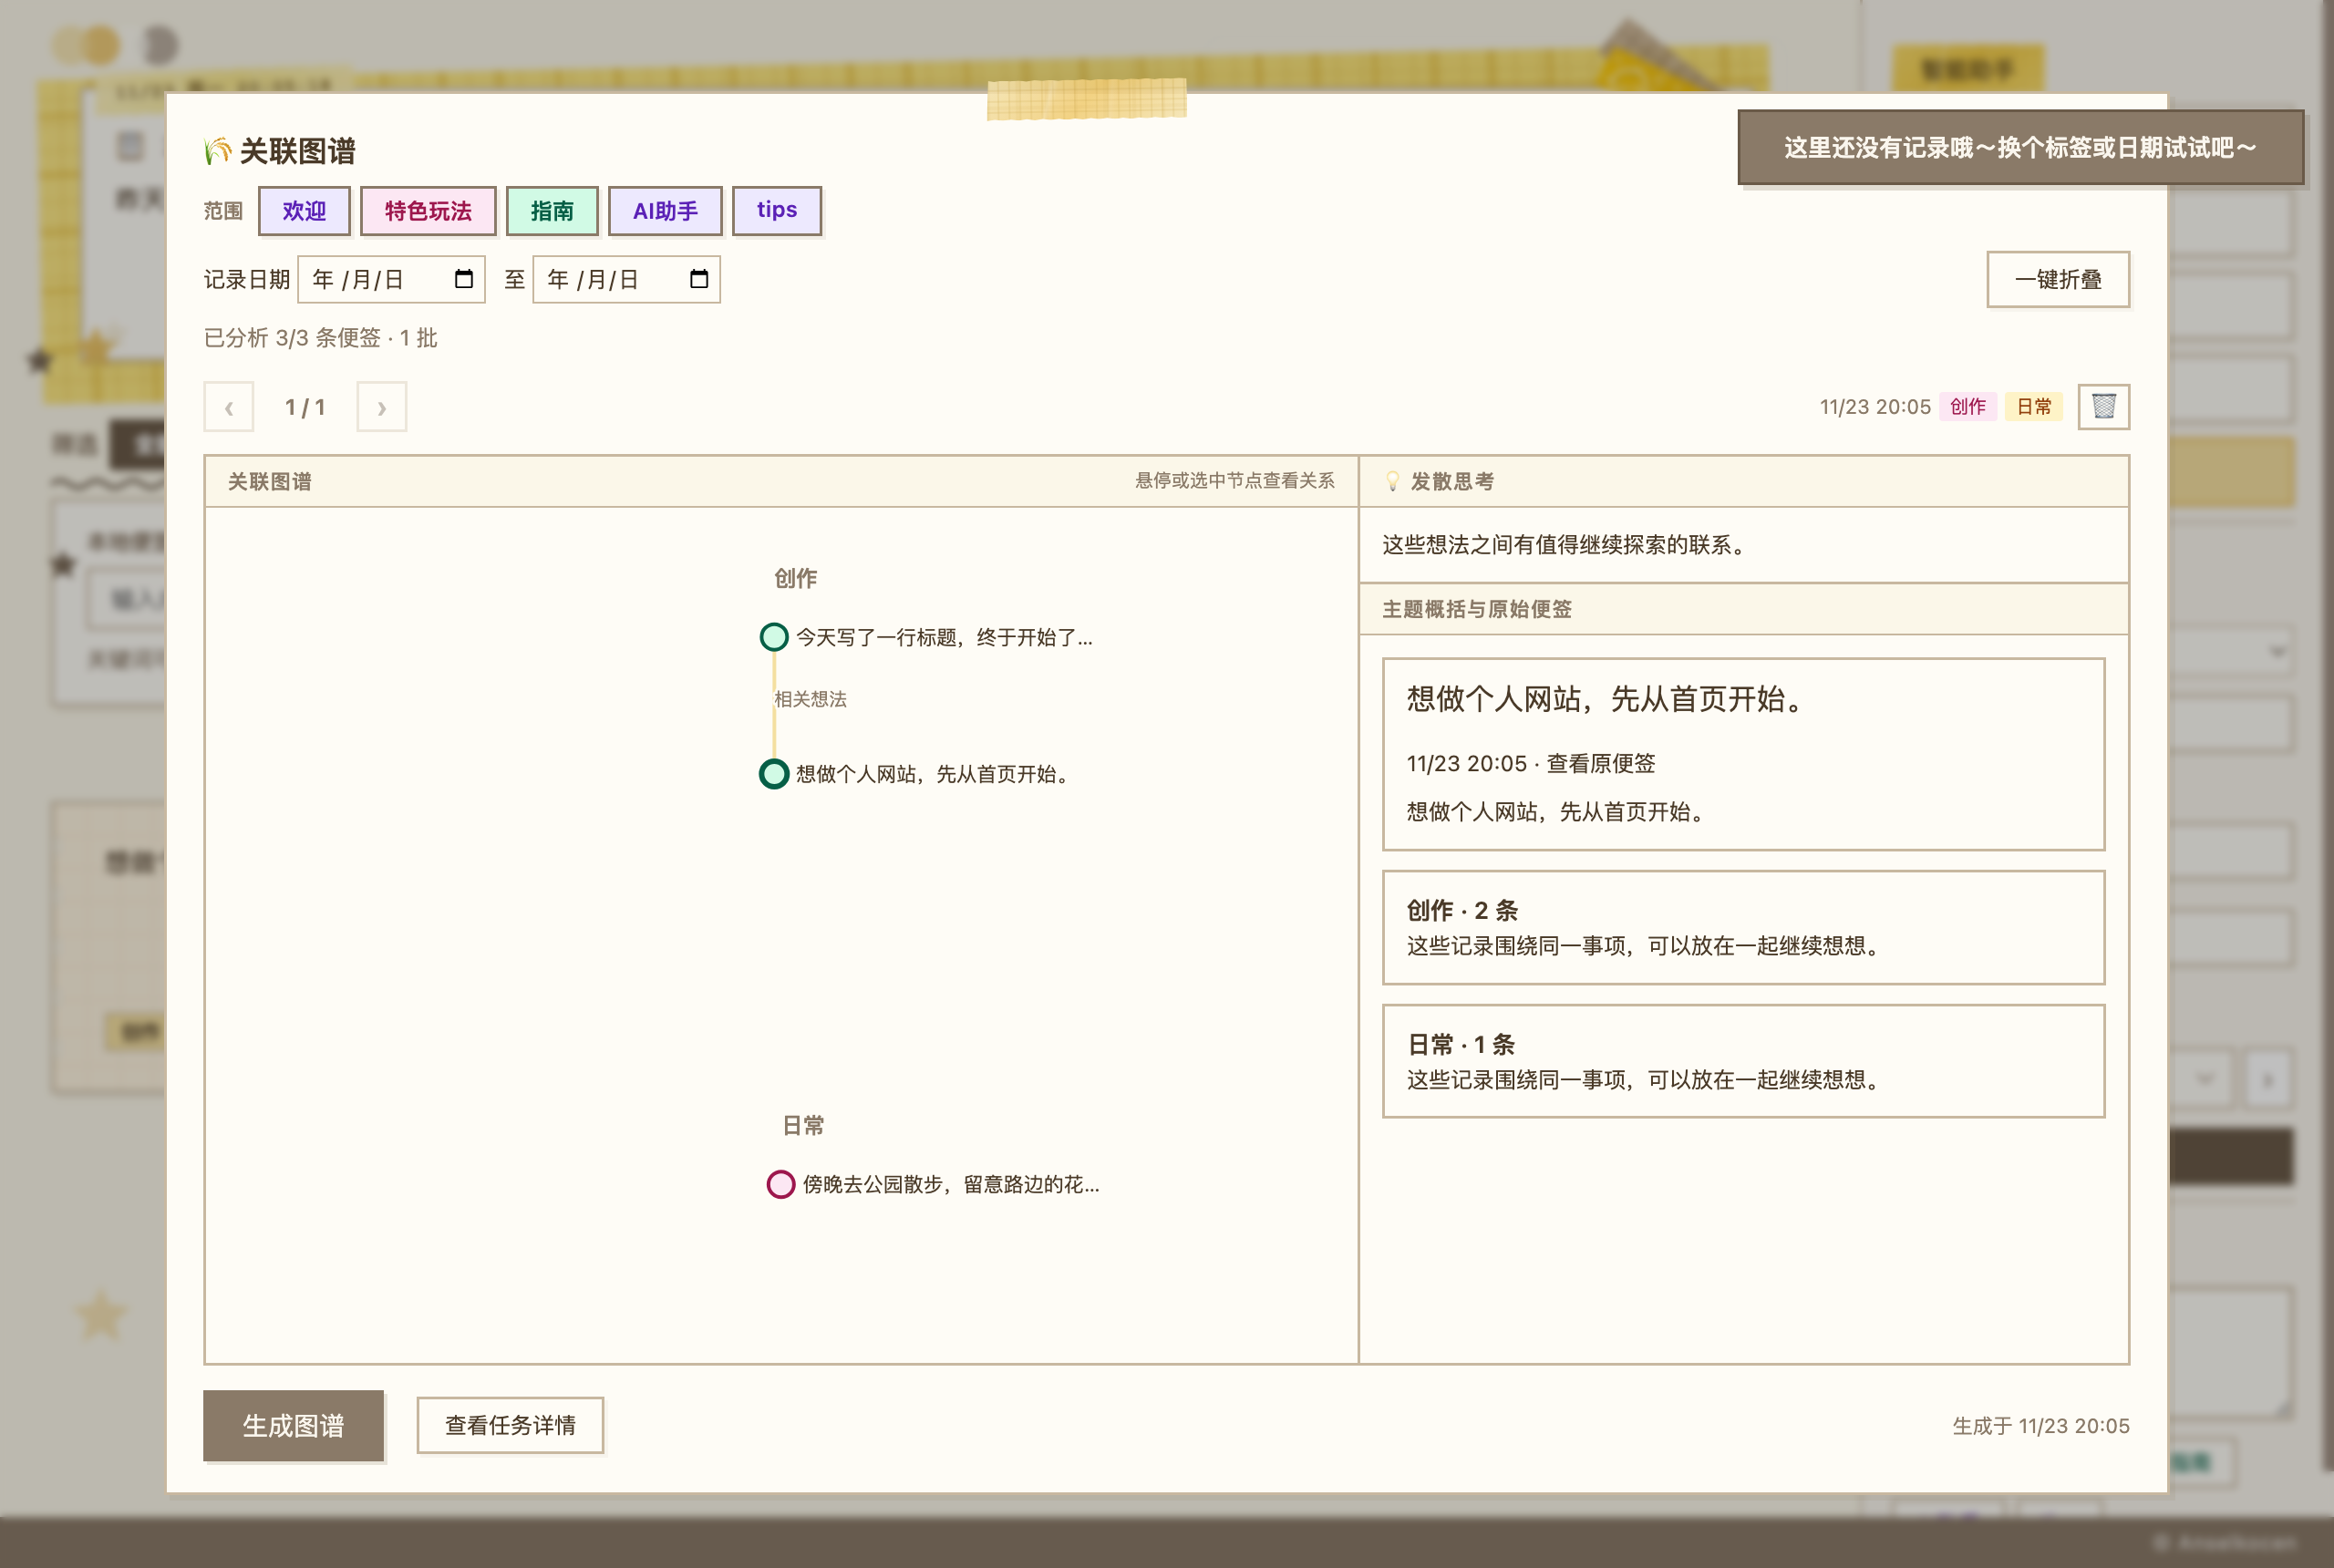 智能助手
这里还没有记录哦～换个标签或日期试试吧～
关联图谱
范围 欢迎 特色玩法 指南 AI助手 tips
记录日期 年 /月/日 至 年 /月/日 一键折叠
已分析 3/3 条便签 · 1 批
‹ 1 / 1 › 11/23 20:05 创作 日常
关联图谱 悬停或选中节点查看关系
创作
今天写了一行标题，终于开始了...
相关想法
想做个人网站，先从首页开始。
日常
傍晚去公园散步，留意路边的花...
发散思考
这些想法之间有值得继续探索的联系。
主题概括与原始便签
想做个人网站，先从首页开始。
11/23 20:05 · 查看原便签
想做个人网站，先从首页开始。
创作 · 2 条
这些记录围绕同一事项，可以放在一起继续想想。
日常 · 1 条
这些记录围绕同一事项，可以放在一起继续想想。
生成图谱 查看任务详情 生成于 11/23 20:05